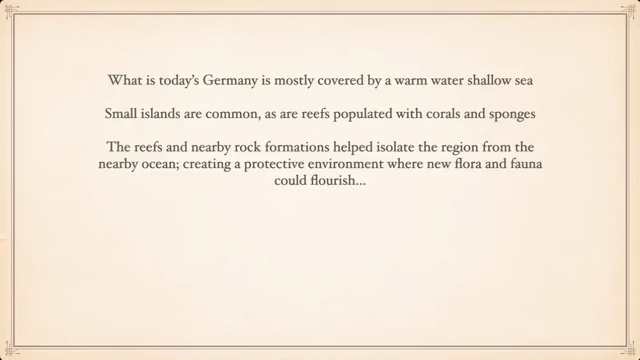 What is today's Germany is mostly covered by a warm water shallow sea
Small islands are common, as are reefs populated with corals and sponges
The reefs and nearby rock formations helped isolate the region from the
nearby ocean; creating a protective environment where new flora and fauna
could flourish...